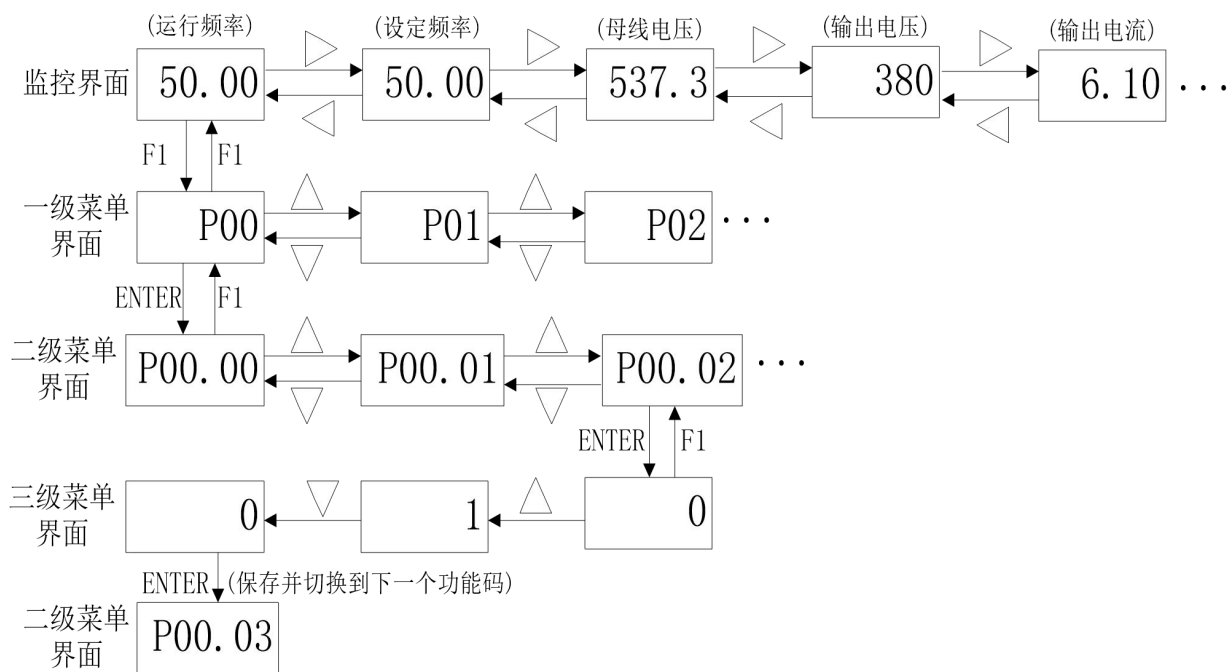 (运行频率) (设定频率) (母线电压) (输出电压) (输出电流)
监控界面 50.00 50.00 537.3 380 6.10 ...
F1 F1
一级菜单
界面 P00 P01 P02 ...
ENTER F1
二级菜单
界面 P00.00 P00.01 P00.02 ...
ENTER F1
三级菜单
界面 0 1 0
ENTER (保存并切换到下一个功能码)
二级菜单
界面 P00.03